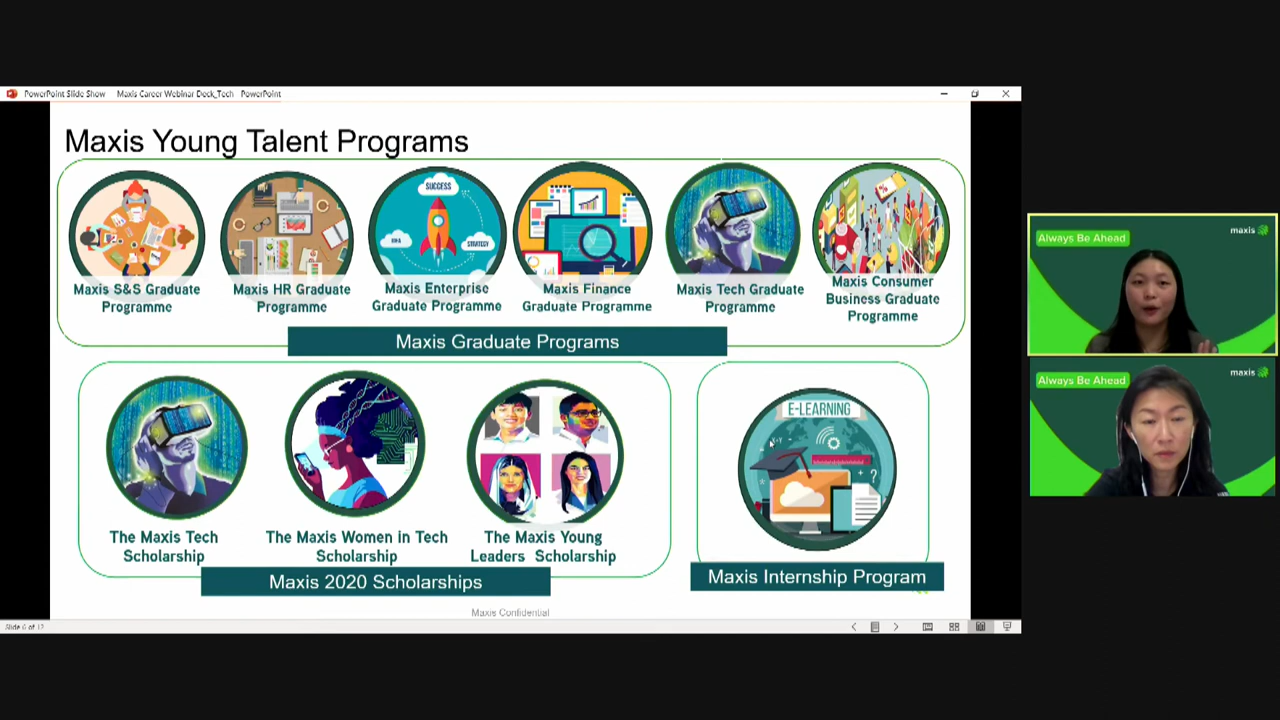 PowerPoint Slide Show
Maxis Career Webinar Deck_Tech
PowerPoint
Maxis Young Talent Programs
SUCCESS
IDEA
STRATEGY
Maxis S&S Graduate
Programme
Maxis HR Graduate
Programme
Maxis Enterprise
Graduate Programme
Maxis Finance
Graduate Programme
Maxis Tech Graduate
Programme
Maxis Consumer
Business Graduate
Programme
Maxis Graduate Programs
The Maxis Tech
Scholarship
The Maxis Women in Tech
Scholarship
The Maxis Young
Leaders Scholarship
Maxis 2020 Scholarships
E-LEARNING
Maxis Internship Program
Maxis Confidential
Always Be Ahead
maxis
Always Be Ahead
maxis